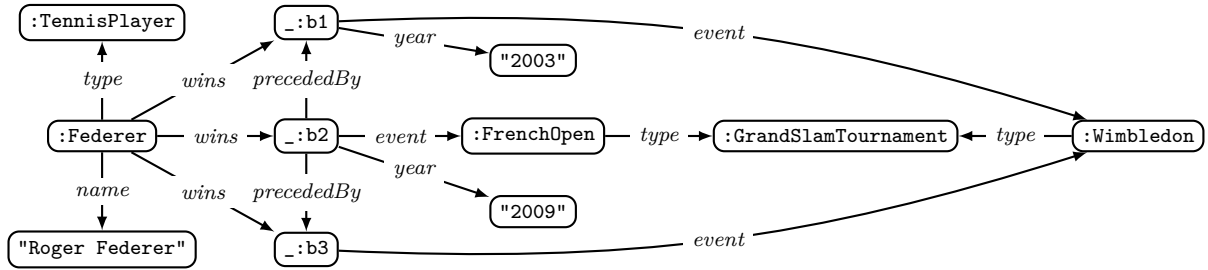 :TennisPlayer
_:b1
event
year
"2003"
type
wins
precededBy
:Federer
wins
_:b2
event
:FrenchOpen
type
:GrandSlamTournament
type
:Wimbledon
year
name
wins
precededBy
"2009"
"Roger Federer"
_:b3
event